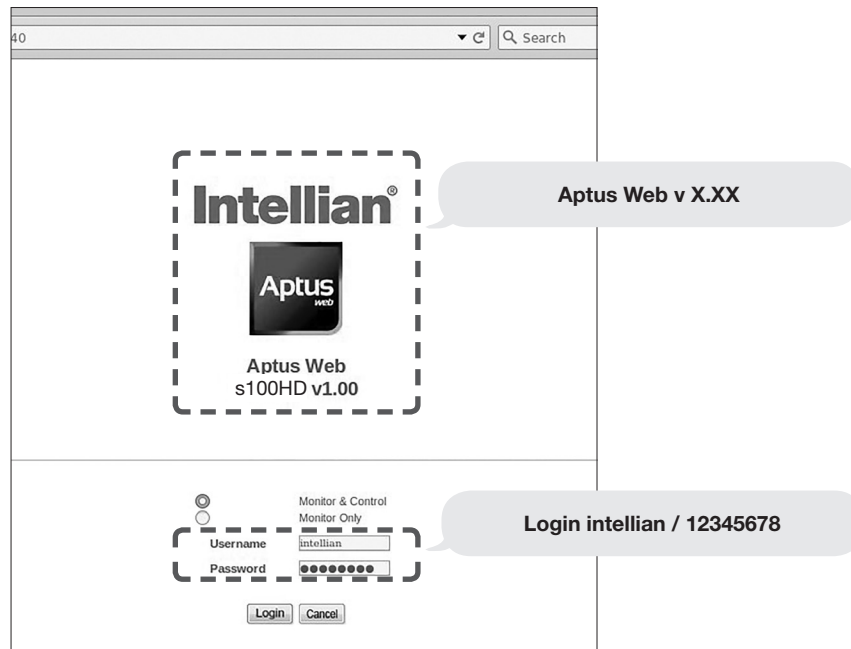 40
Search
Intellian®
Aptus Web v X.XX
Aptus
web
Aptus Web
s100HD v1.00
Monitor & Control
Monitor Only
Login intellian / 12345678
Username intellian
Password ●●●●●●●●
Login Cancel